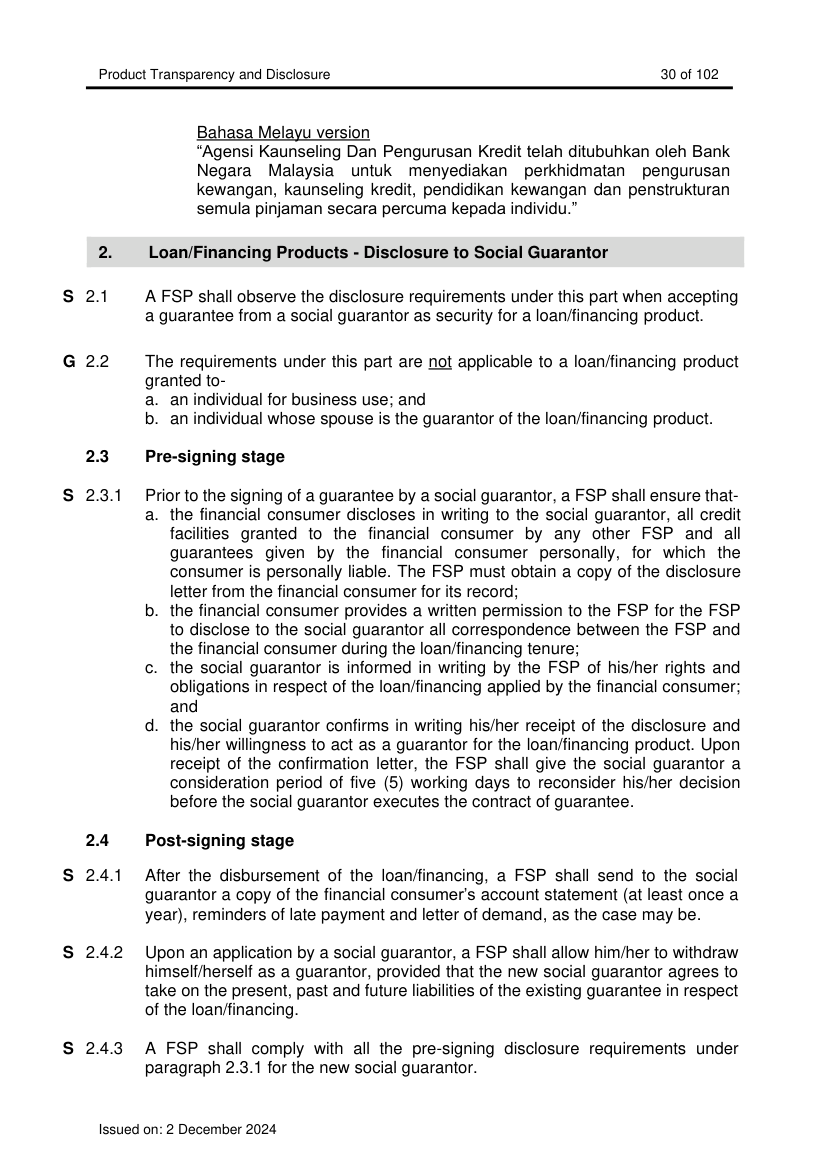 Product Transparency and Disclosure 30 of 102
Bahasa Melayu version
“Agensi Kaunseling Dan Pengurusan Kredit telah ditubuhkan oleh Bank
Negara Malaysia untuk menyediakan perkhidmatan pengurusan
kewangan, kaunseling kredit, pendidikan kewangan dan penstrukturan
semula pinjaman secara percuma kepada individu.”
2. Loan/Financing Products - Disclosure to Social Guarantor
S 2.1 A FSP shall observe the disclosure requirements under this part when accepting
a guarantee from a social guarantor as security for a loan/financing product.
G 2.2 The requirements under this part are not applicable to a loan/financing product
granted to-
a. an individual for business use; and
b. an individual whose spouse is the guarantor of the loan/financing product.
2.3 Pre-signing stage
S 2.3.1 Prior to the signing of a guarantee by a social guarantor, a FSP shall ensure that-
a. the financial consumer discloses in writing to the social guarantor, all credit
facilities granted to the financial consumer by any other FSP and all
guarantees given by the financial consumer personally, for which the
consumer is personally liable. The FSP must obtain a copy of the disclosure
letter from the financial consumer for its record;
b. the financial consumer provides a written permission to the FSP for the FSP
to disclose to the social guarantor all correspondence between the FSP and
the financial consumer during the loan/financing tenure;
c. the social guarantor is informed in writing by the FSP of his/her rights and
obligations in respect of the loan/financing applied by the financial consumer;
and
d. the social guarantor confirms in writing his/her receipt of the disclosure and
his/her willingness to act as a guarantor for the loan/financing product. Upon
receipt of the confirmation letter, the FSP shall give the social guarantor a
consideration period of five (5) working days to reconsider his/her decision
before the social guarantor executes the contract of guarantee.
2.4 Post-signing stage
S 2.4.1 After the disbursement of the loan/financing, a FSP shall send to the social
guarantor a copy of the financial consumer’s account statement (at least once a
year), reminders of late payment and letter of demand, as the case may be.
S 2.4.2 Upon an application by a social guarantor, a FSP shall allow him/her to withdraw
himself/herself as a guarantor, provided that the new social guarantor agrees to
take on the present, past and future liabilities of the existing guarantee in respect
of the loan/financing.
S 2.4.3 A FSP shall comply with all the pre-signing disclosure requirements under
paragraph 2.3.1 for the new social guarantor.
Issued on: 2 December 2024